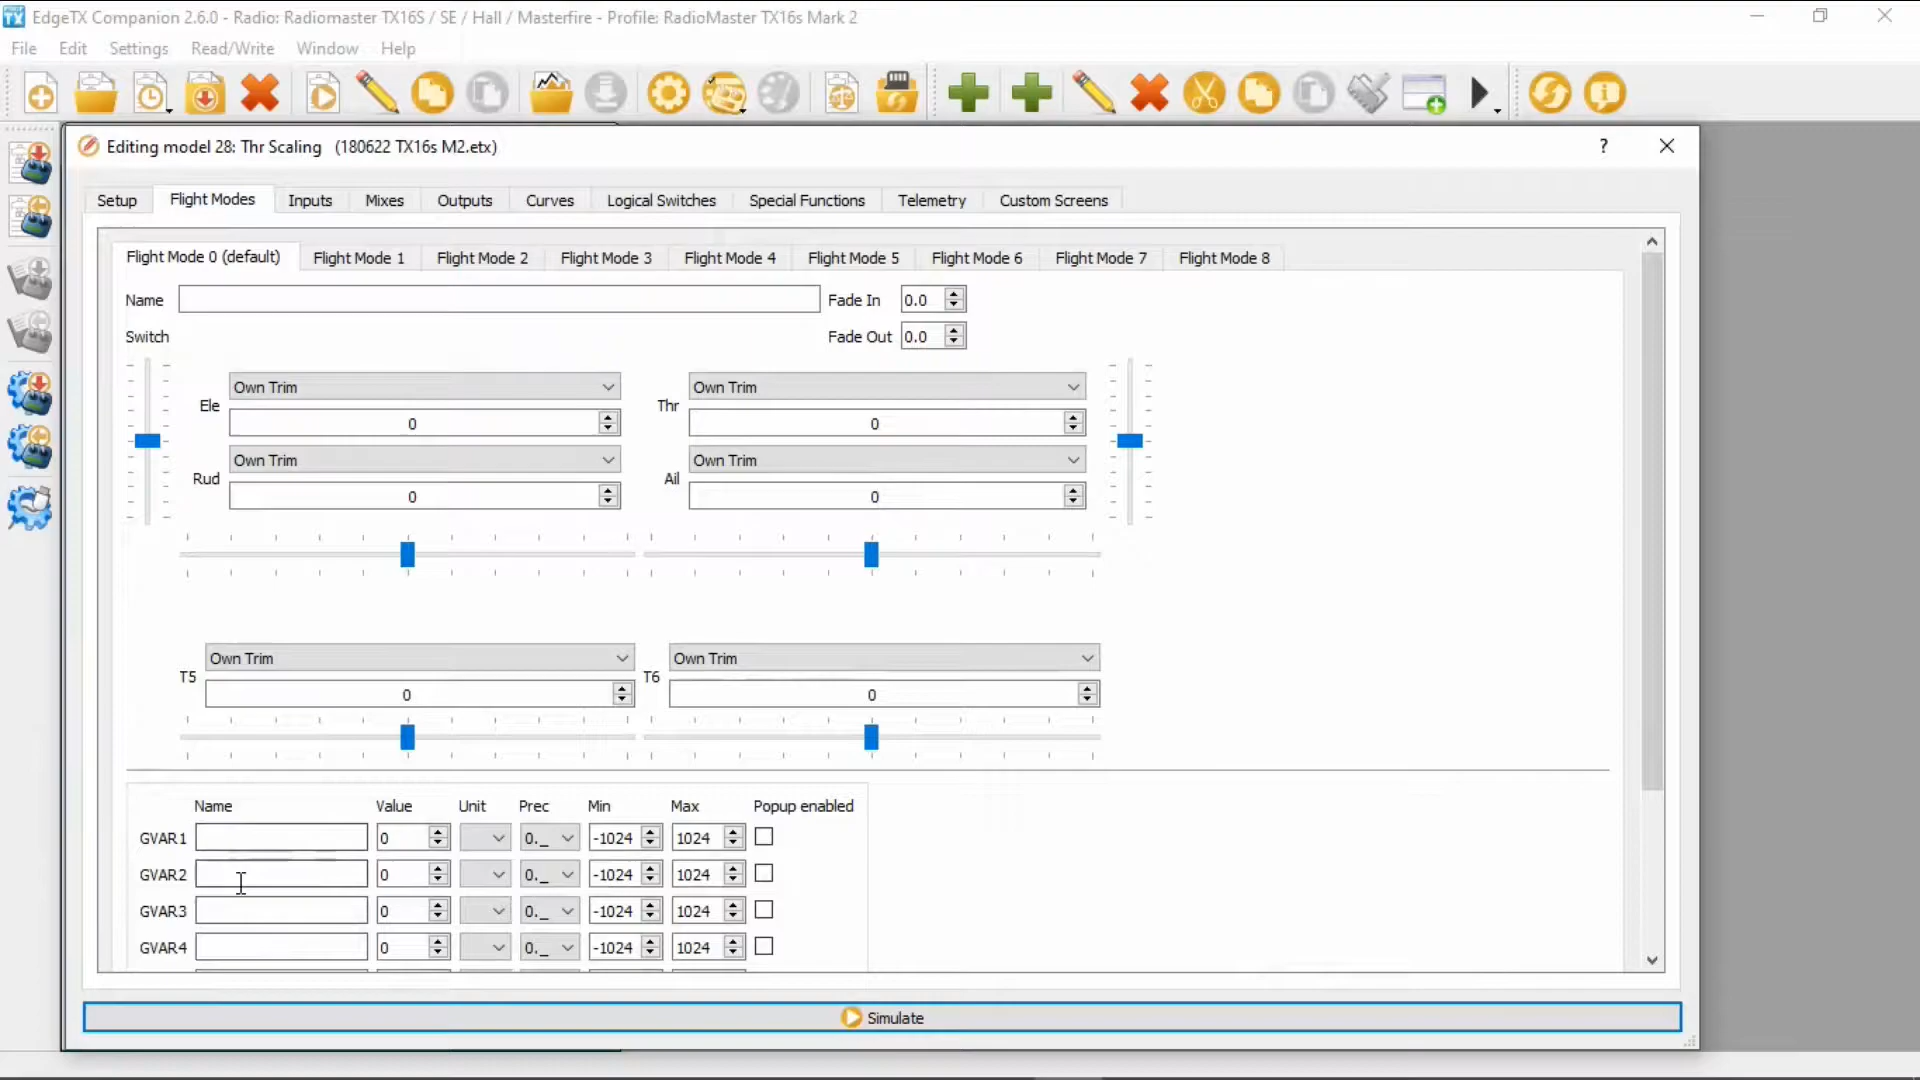 EdgeTX Companion 2.6.0 - Radio: Radiomaster TX16S / SE / Hall / Masterfire - Profile: RadioMaster TX16s Mark 2
File Edit Settings Read/Write Window Help
Editing model 28: Thr Scaling (180622 TX16s M2.etx) ?
Setup Flight Modes Inputs Mixes Outputs Curves Logical Switches Special Functions Telemetry Custom Screens
Flight Mode 0 (default) Flight Mode 1 Flight Mode 2 Flight Mode 3 Flight Mode 4 Flight Mode 5 Flight Mode 6 Flight Mode 7 Flight Mode 8
Name Fade In 0.0
Switch Fade Out 0.0
Own Trim Own Trim
Ele Thr
0 0
Own Trim Own Trim
Rud Ail
0 0
Own Trim Own Trim
T5 T6
0 0
Name Value Unit Prec Min Max Popup enabled
GVAR1 0 0._ -1024 1024
GVAR2 0 0._ -1024 1024
GVAR3 0 0._ -1024 1024
GVAR4 0 0._ -1024 1024
Simulate